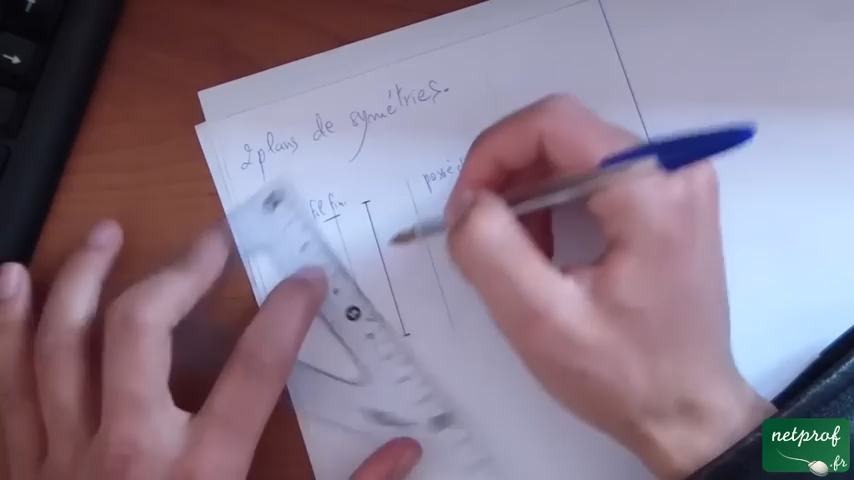 2 plans de symétries.
fil fin
netprof
.fr